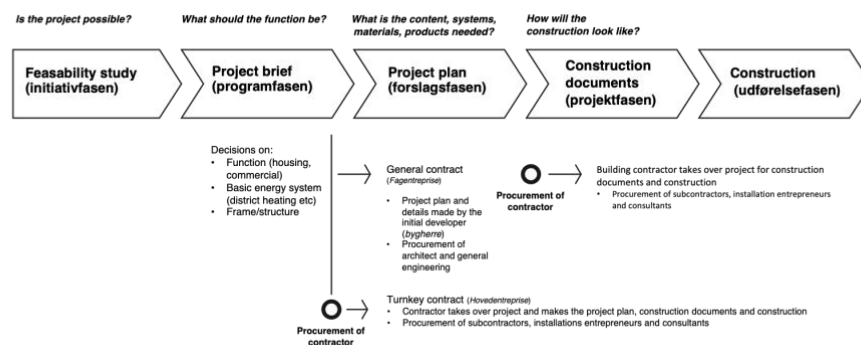 Is the project possible?
What should the function be?
What is the content, systems,
materials, products needed?
How will the
construction look like?
Feasability study
(initiativfasen)
Project brief
(programfasen)
Project plan
(forslagsfasen)
Construction
documents
(projektfasen)
Construction
(udførelsefasen)
Decisions on:
• Function (housing,
commercial)
• Basic energy system
(district heating etc)
• Frame/structure
General contract
(Fagentreprise)
• Project plan and
details made by the
initial developer
(bygherre)
• Procurement of
architect and general
engineering
Procurement of
contractor
Building contractor takes over project for construction
documents and construction
• Procurement of subcontractors, installation entrepreneurs
and consultants
Procurement of
contractor
Turnkey contract (Hovedentreprise)
• Contractor takes over project and makes the project plan, construction documents and construction
• Procurement of subcontractors, installations entrepreneurs and consultants